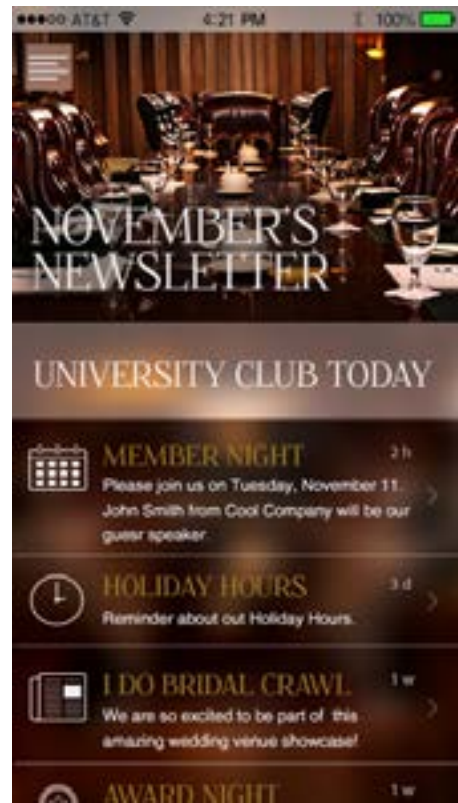 AT&T 4:21 PM 100%
NOVEMBER'S
NEWSLETTER
UNIVERSITY CLUB TODAY
MEMBER NIGHT 2 h
Please join us on Tuesday, November 11.
John Smith from Cool Company will be our
guesr speaker
HOLIDAY HOURS 3 d
Reminder about out Holiday Hours.
I DO BRIDAL CRAWL 1 w
We are so excited to be part of this
amazing wedding venue showcase!
AWARD NIGHT 1 w